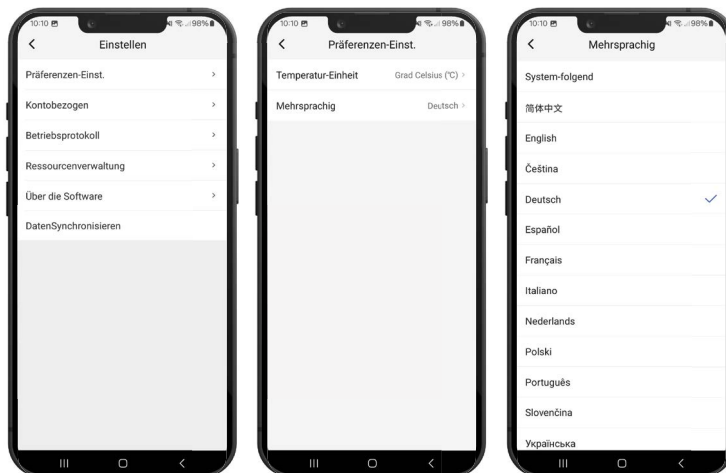 10:10 98%
Einstellen
Präferenzen-Einst.
Kontobezogen
Betriebsprotokoll
Ressourcenverwaltung
Über die Software
DatenSynchronisieren
10:10 98%
Präferenzen-Einst.
Temperatur-Einheit Grad Celsius (°C)
Mehrsprachig Deutsch
10:10 98%
Mehrsprachig
System-folgend
简体中文
English
Čeština
Deutsch
Español
Français
Italiano
Nederlands
Polski
Português
Slovenčina
Українська